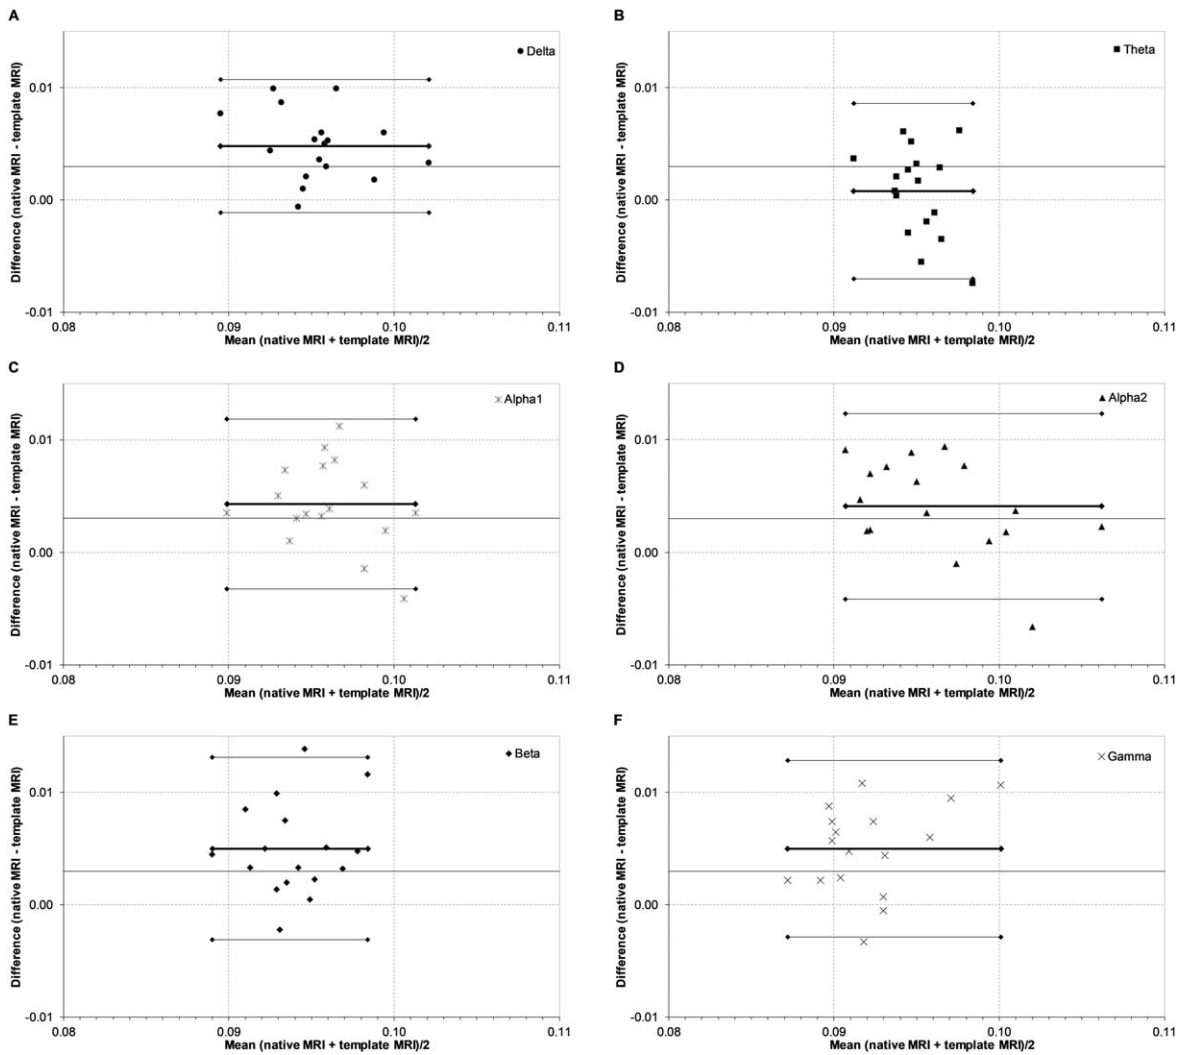 A
Delta
Difference (native MRI - template MRI)
0.01
0.00
-0.01
0.08
0.09
0.10
0.11
Mean (native MRI + template MRI)/2
B
Theta
Difference (native MRI - template MRI)
0.01
0.00
-0.01
0.08
0.09
0.10
0.11
Mean (native MRI + template MRI)/2
C
Alpha1
Difference (native MRI - template MRI)
0.01
0.00
-0.01
0.08
0.09
0.10
0.11
Mean (native MRI + template MRI)/2
D
Alpha2
Difference (native MRI - template MRI)
0.01
0.00
-0.01
0.08
0.09
0.10
0.11
Mean (native MRI + template MRI)/2
E
Beta
Difference (native MRI - template MRI)
0.01
0.00
-0.01
0.08
0.09
0.10
0.11
Mean (native MRI + template MRI)/2
F
Gamma
Difference (native MRI - template MRI)
0.01
0.00
-0.01
0.08
0.09
0.10
0.11
Mean (native MRI + template MRI)/2